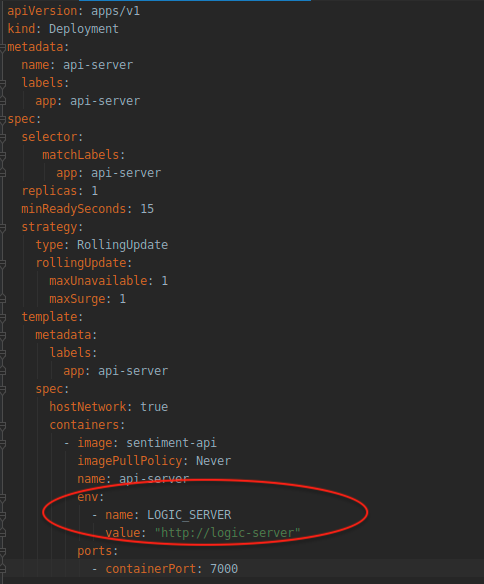 apiVersion: apps/v1
kind: Deployment
metadata:
  name: api-server
  labels:
    app: api-server
spec:
  selector:
     matchLabels:
       app: api-server
  replicas: 1
  minReadySeconds: 15
  strategy:
    type: RollingUpdate
    rollingUpdate:
      maxUnavailable: 1
      maxSurge: 1
  template:
    metadata:
      labels:
        app: api-server
    spec:
      hostNetwork: true
      containers:
        - image: sentiment-api
          imagePullPolicy: Never
          name: api-server
          env:
            - name: LOGIC_SERVER
              value: "http://logic-server"
          ports:
            - containerPort: 7000